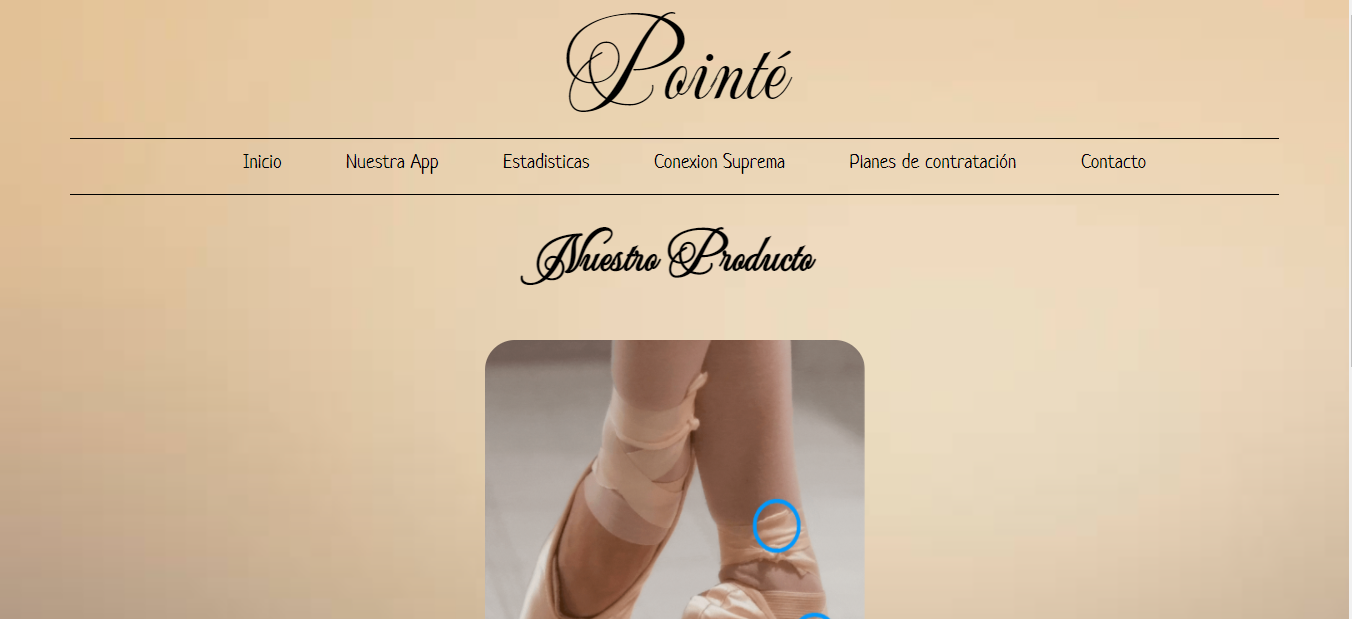 Pointé
Inicio Nuestra App Estadisticas Conexion Suprema Planes de contratación Contacto
Nuestro Producto